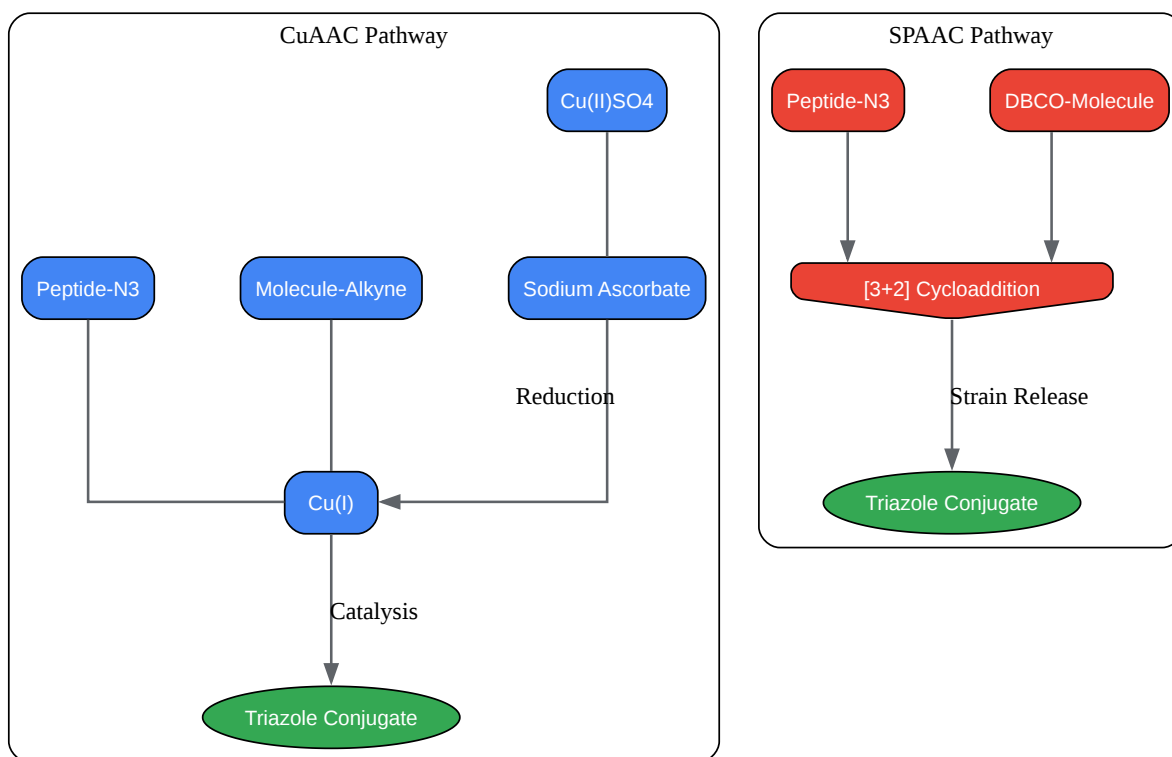 CuAAC Pathway
Cu(II)SO4
Peptide-N3
Molecule-Alkyne
Sodium Ascorbate
Reduction
Cu(I)
Catalysis
Triazole Conjugate
SPAAC Pathway
Peptide-N3
DBCO-Molecule
[3+2] Cycloaddition
Strain Release
Triazole Conjugate